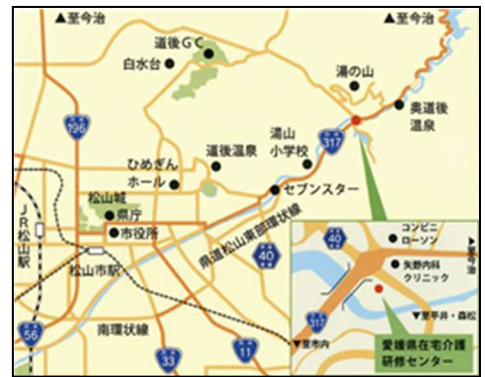 ▲至今治
▲至今治
道後GC
白水台
湯の山
奥道後
温泉
196
317
湯山
小学校
道後温泉
ひめぎん
ホール
セブンスター
松山城
県庁
市役所
JR松山駅
松山市駅
県道松山東部環状線
40
南環状線
56
33
11
40
コンビニ
ローソン
▲至今治
矢野内科
クリニック
317
▼至平井・森松
▼至市内
愛媛県在宅介護
研修センター